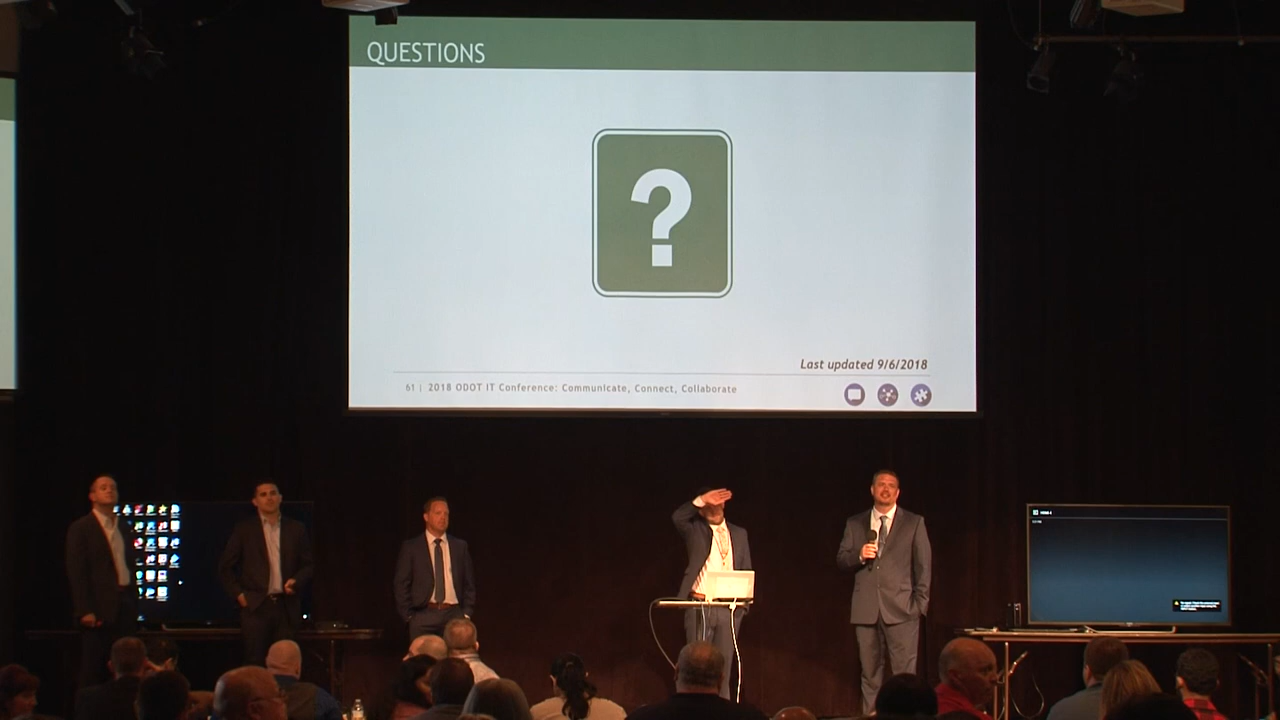 QUESTIONS
?
Last updated 9/6/2018
61 | 2018 ODOT IT Conference: Communicate, Connect, Collaborate